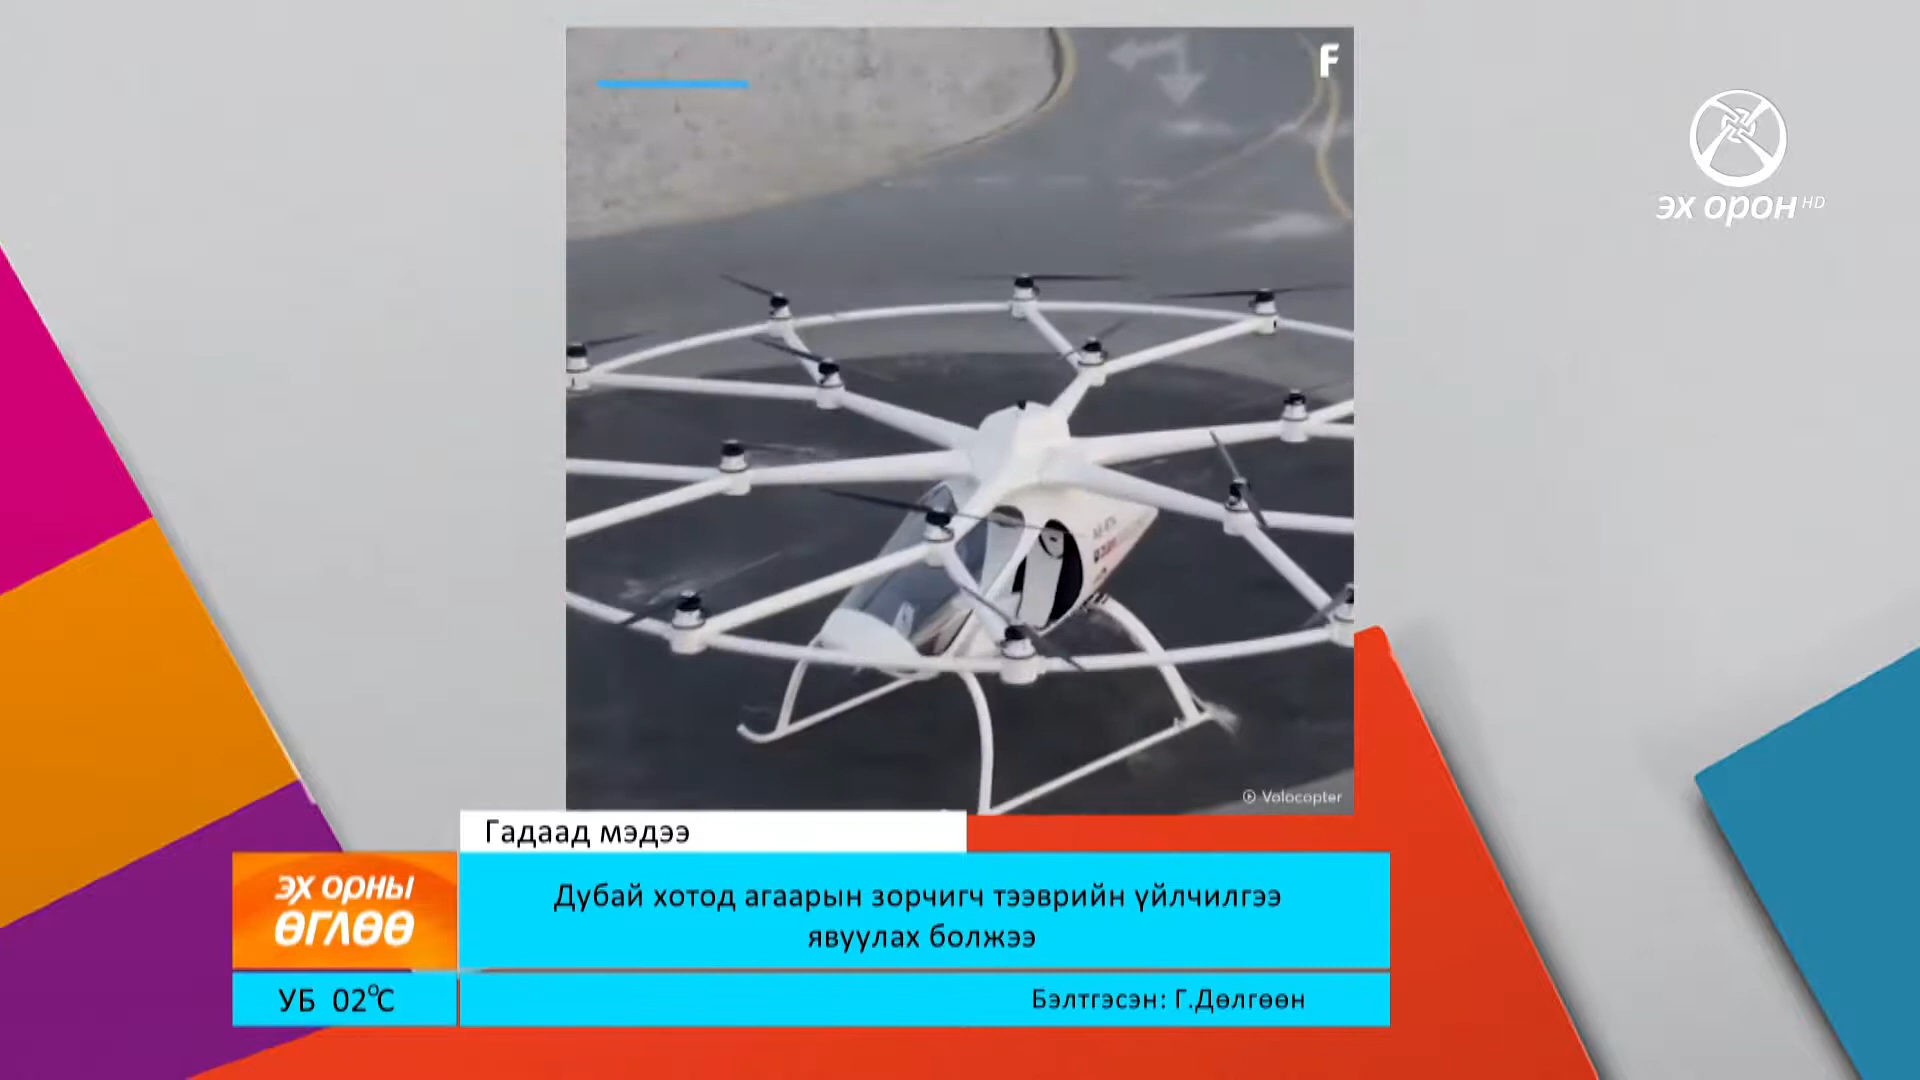 F
эх орон HD
Volocopter
Гадаад мэдээ
эх орны
өглөө
Дубай хотод агаарын зорчигч тээврийн үйлчилгээ
явуулах болжээ
УБ 02°C
Бэлтгэсэн: Г.Дөлгөөн